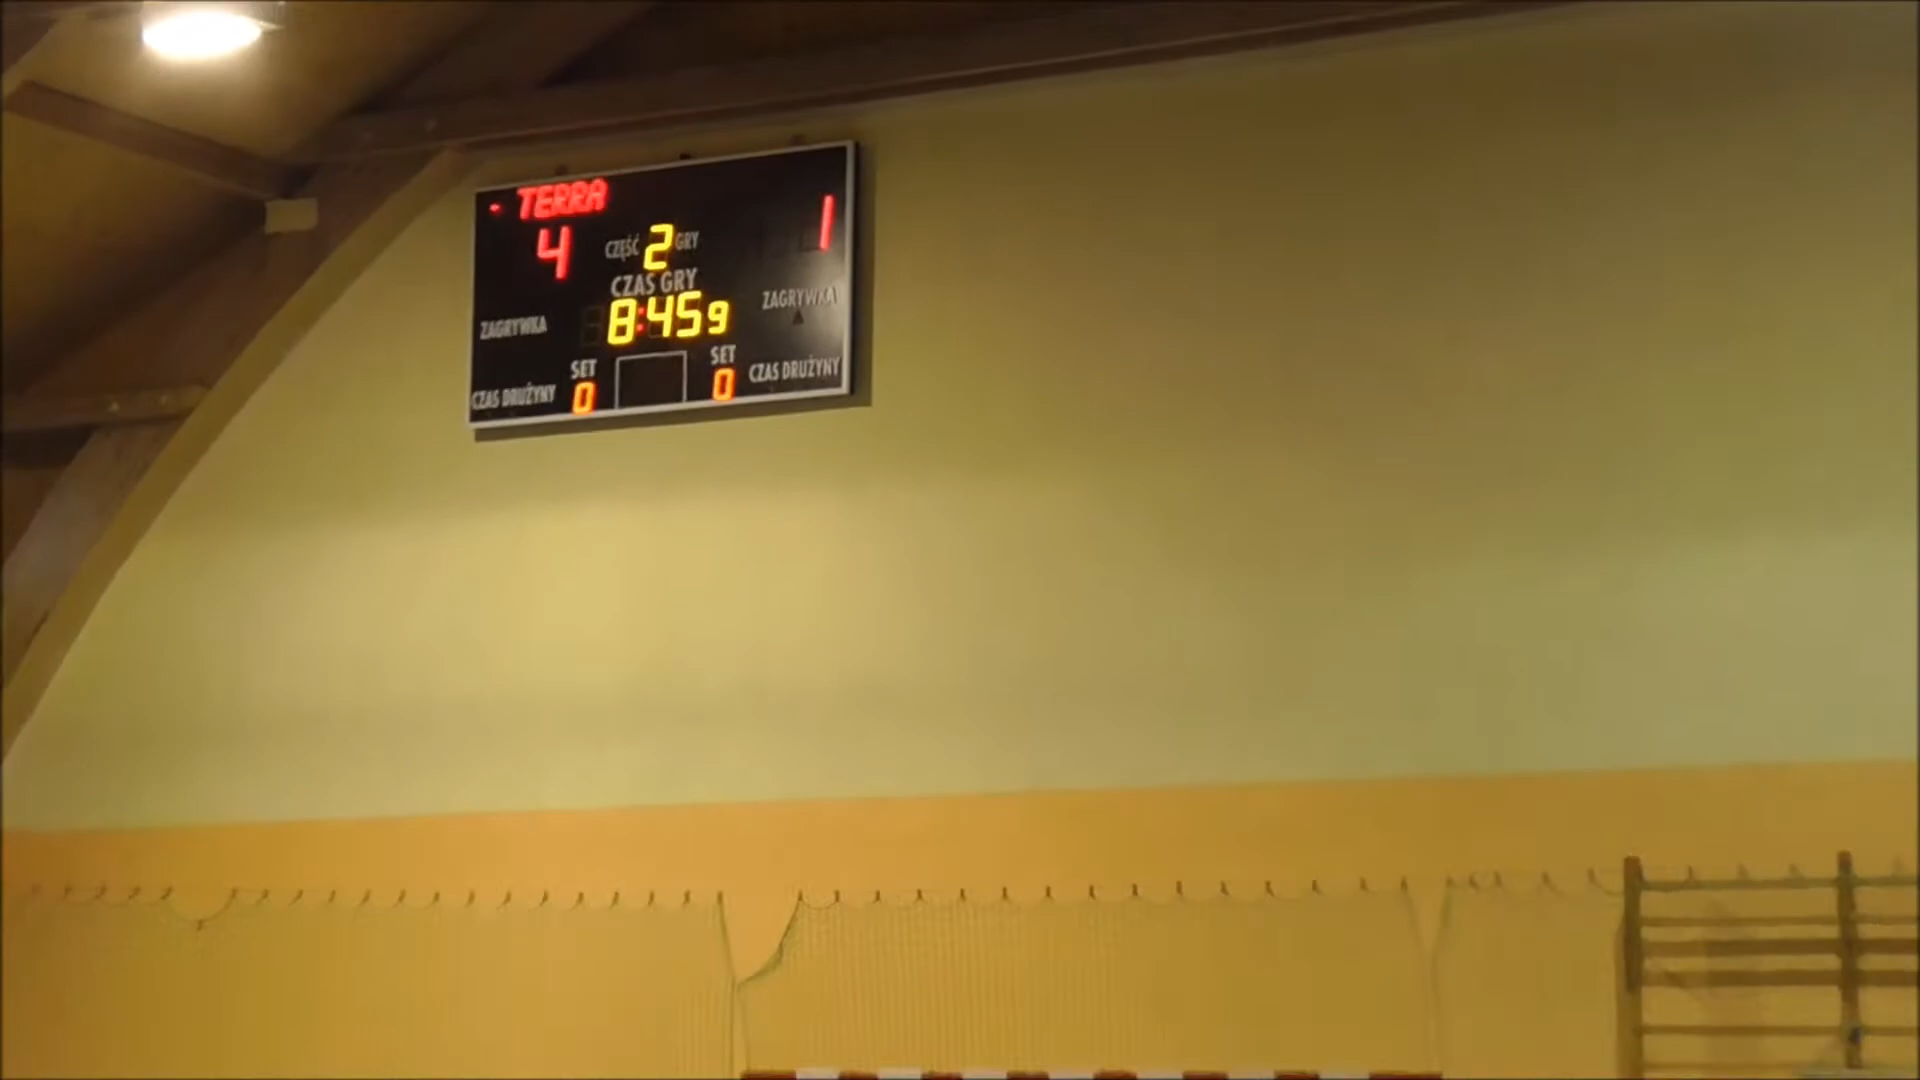 - TERRA
4 CZĘŚĆ 2 GRY 1
CZAS GRY
8:45 9
ZAGRYWKA ZAGRYWKA
SET SET
CZAS DRUŻYNY 0 0 CZAS DRUŻYNY